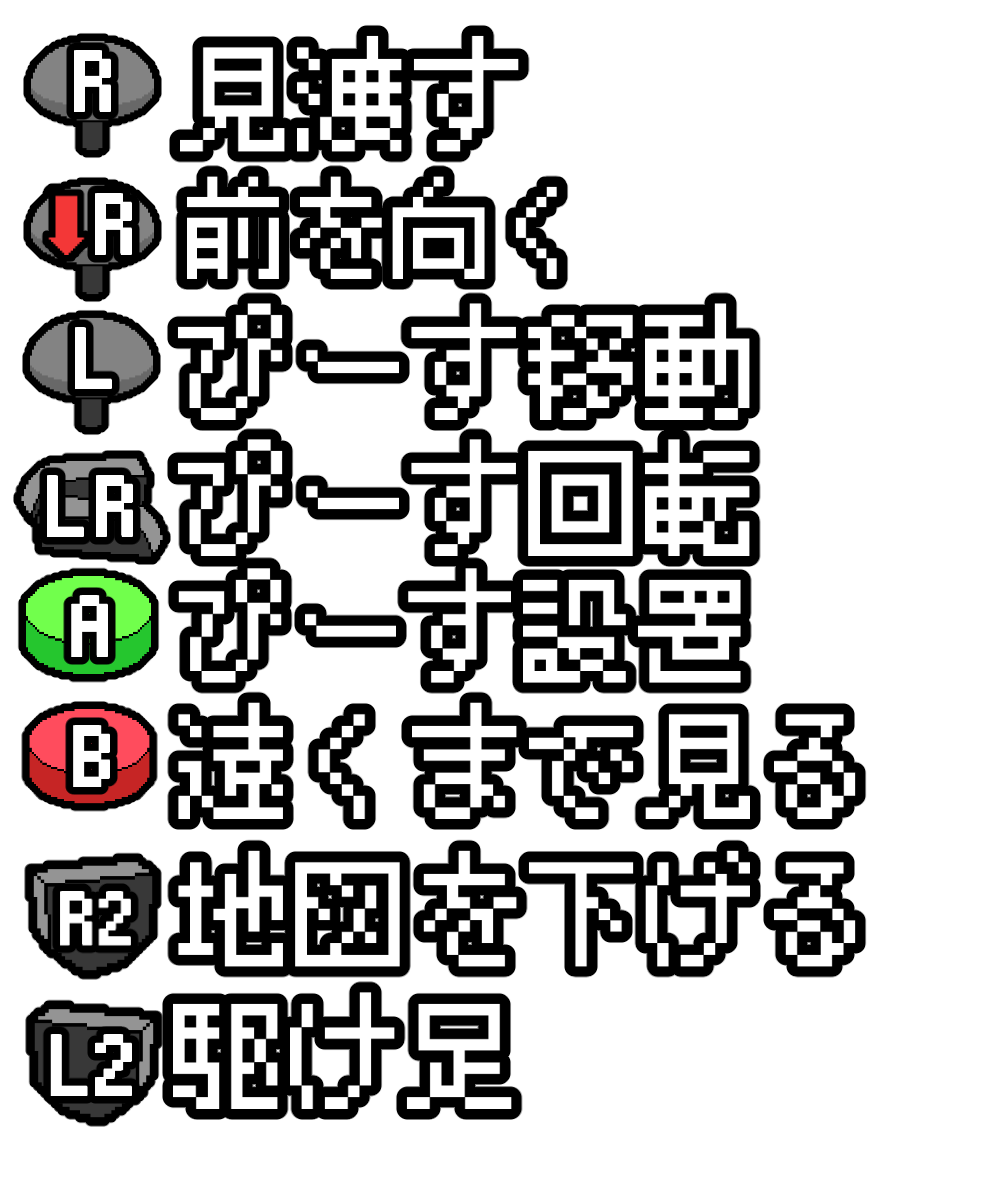 R 見渡す
R 前を向く
L ぴーす移動
LR ぴーす回転
A ぴーす設置
B 遠くまで見る
R2 地図を下げる
L2 駆け足